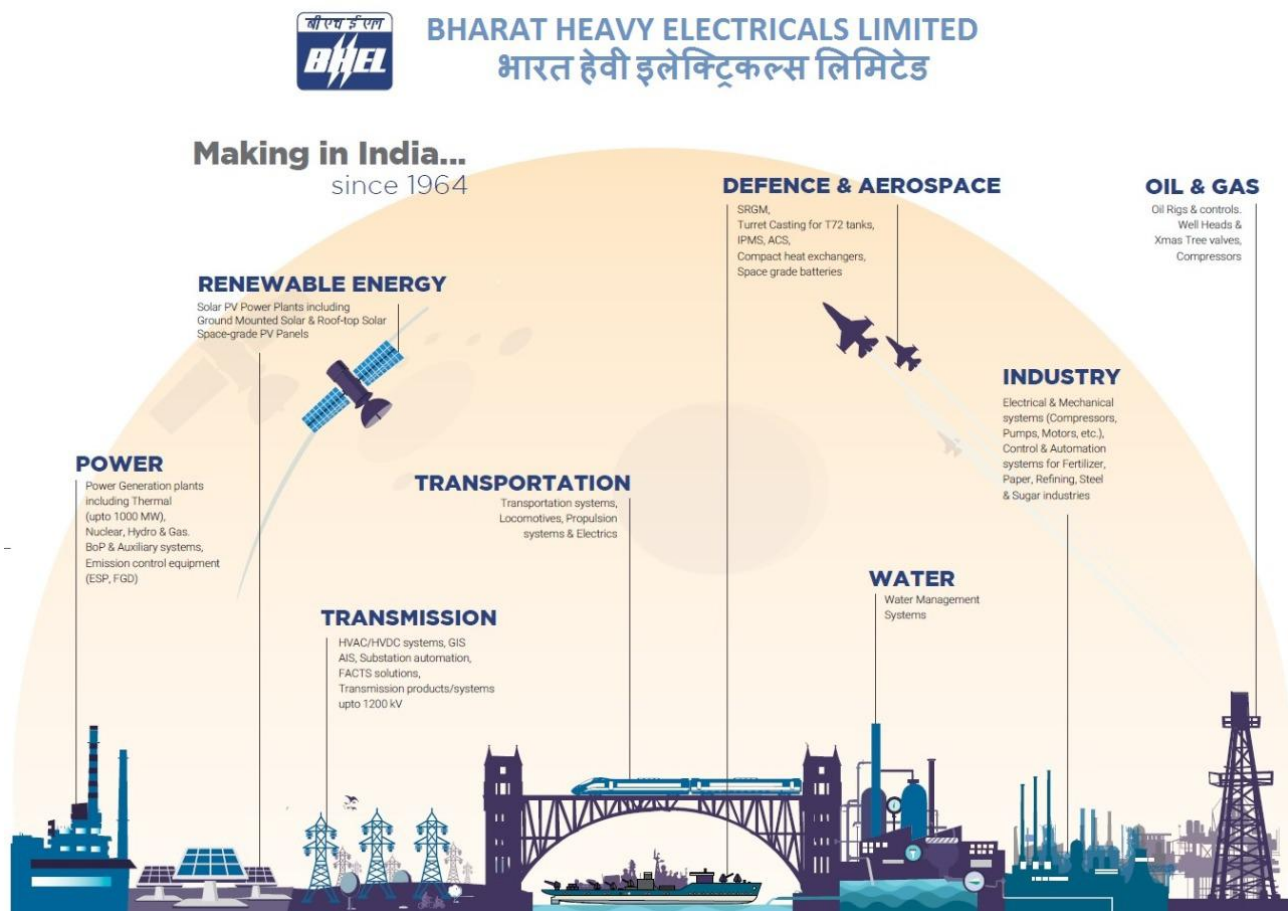 बी एच ई एल
BHEL
BHARAT HEAVY ELECTRICALS LIMITED
भारत हेवी इलेक्ट्रिकल्स लिमिटेड
Making in India...
since 1964
DEFENCE & AEROSPACE
SRGM,
Turret Casting for T72 tanks,
IPMS, ACS,
Compact heat exchangers,
Space grade batteries
OIL & GAS
Oil Rigs & controls.
Well Heads &
Xmas Tree valves,
Compressors
RENEWABLE ENERGY
Solar PV Power Plants including
Ground Mounted Solar & Roof-top Solar
Space-grade PV Panels
INDUSTRY
Electrical & Mechanical
systems (Compressors,
Pumps, Motors, etc.),
Control & Automation
systems for Fertilizer,
Paper, Refining, Steel
& Sugar industries
POWER
Power Generation plants
including Thermal
(upto 1000 MW),
Nuclear, Hydro & Gas.
BoP & Auxiliary systems,
Emission control equipment
(ESP, FGD)
TRANSPORTATION
Transportation systems,
Locomotives, Propulsion
systems & Electrics
WATER
Water Management
Systems
TRANSMISSION
HVAC/HVDC systems, GIS
AIS, Substation automation,
FACTS solutions,
Transmission products/systems
upto 1200 kV